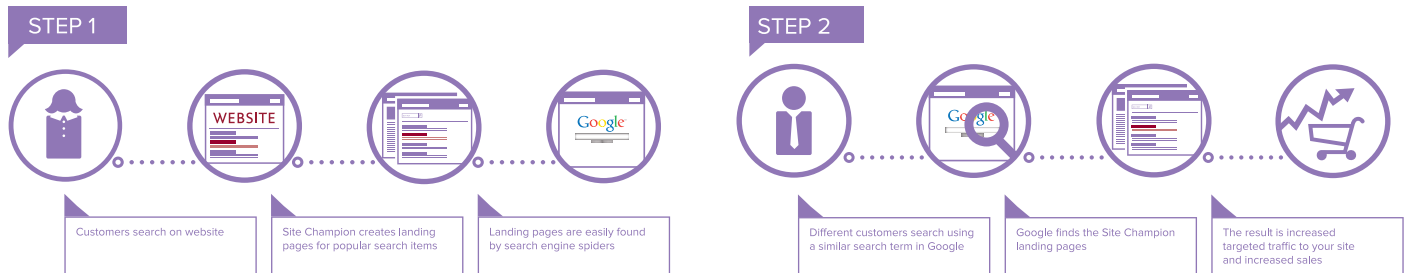 STEP 1
WEBSITE
Google
Customers search on website
Site Champion creates landing
pages for popular search items
Landing pages are easily found
by search engine spiders
STEP 2
Google
Different customers search using
a similar search term in Google
Google finds the Site Champion
landing pages
The result is increased
targeted traffic to your site
and increased sales